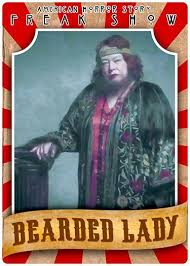 AMERICAN HORROR STORY
FREAK SHOW
BEARDED LADY